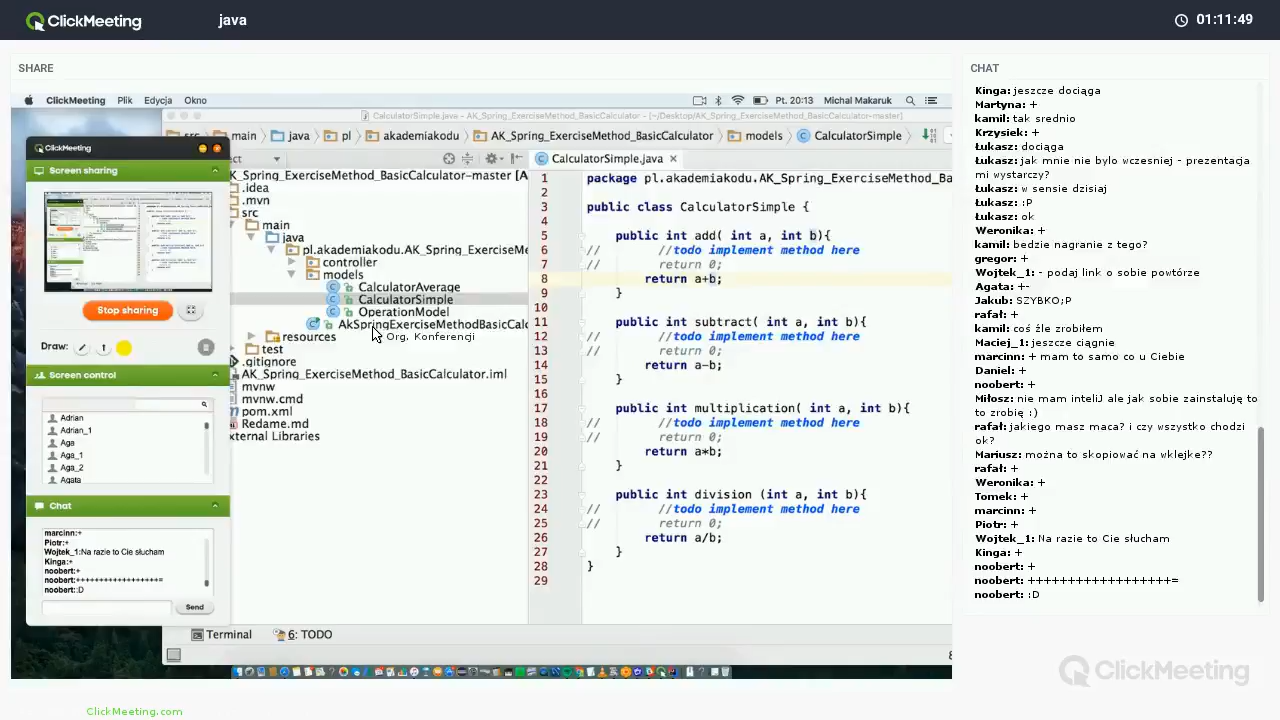 ClickMeeting
java
01:11:49
SHARE
CHAT
ClickMeeting Plik Edycja Okno
Pt. 20:13 Michal Makaruk
CalculatorSimple.java – AK_Spring_ExerciseMethod_BasicCalculator – [~/Desktop/AK_Spring_ExerciseMethod_BasicCalculator-master]
main java pl akademiakodu AK_Spring_ExerciseMethod_BasicCalculator models CalculatorSimple
CalculatorSimple.java
AK_Spring_ExerciseMethod_BasicCalculator-master [A
.idea
.mvn
src
main
java
pl.akademiakodu.AK_Spring_ExerciseMe
controller
models
CalculatorAverage
CalculatorSimple
OperationModel
AkSpringExerciseMethodBasicCalc
Org. Konferencji
resources
test
.gitignore
AK_Spring_ExerciseMethod_BasicCalculator.iml
mvnw
mvnw.cmd
pom.xml
Redame.md
xternal Libraries
1 package pl.akademiakodu.AK_Spring_ExerciseMethod_Ba
2
3 public class CalculatorSimple {
4
5 public int add( int a, int b){
6 // //todo implement method here
7 // return 0;
8 return a+b;
9 }
10
11 public int subtract( int a, int b){
12 // //todo implement method here
13 // return 0;
14 return a-b;
15 }
16
17 public int multiplication( int a, int b){
18 // //todo implement method here
19 // return 0;
20 return a*b;
21 }
22
23 public int division (int a, int b){
24 // //todo implement method here
25 // return 0;
26 return a/b;
27 }
28 }
29
Terminal 6: TODO
ClickMeeting
Screen sharing
Stop sharing
Draw:
Screen control
Adrian
Adrian_1
Aga
Aga_1
Aga_2
Agata
Chat
marcinn:+
Piotr:+
Wojtek_1:Na razie to Cie słucham
Kinga:+
noobert:+
noobert:++++++++++++++++++=
noobert::D
Send
Kinga: jeszcze dociąga
Martyna: +
kamil: tak srednio
Krzysiek: +
Łukasz: dociąga
Łukasz: jak mnie nie bylo wczesniej - prezentacja
mi wystarczy?
Łukasz: w sensie dzisiaj
Łukasz: :P
Łukasz: ok
Weronika: +
kamil: bedzie nagranie z tego?
gregor: +
Wojtek_1: - podaj link o sobie powtórze
Agata: +-
Jakub: SZYBKO;P
rafał: +
kamil: coś źle zrobiłem
Maciej_1: jeszcze ciągnie
marcinn: + mam to samo co u Ciebie
Daniel: +
noobert: +
Miłosz: nie mam inteliJ ale jak sobie zainstaluję to
to zrobię :)
rafał: jakiego masz maca? i czy wszystko chodzi
ok?
Mariusz: można to skopiować na wklejke??
rafał: +
Weronika: +
Tomek: +
marcinn: +
Piotr: +
Wojtek_1: Na razie to Cie słucham
Kinga: +
noobert: +
noobert: ++++++++++++++++++=
noobert: :D
ClickMeeting
ClickMeeting.com